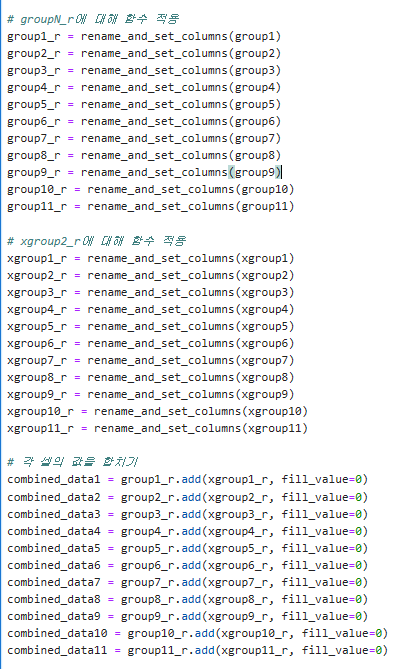 # groupN_r에 대해 함수 적용
group1_r = rename_and_set_columns(group1)
group2_r = rename_and_set_columns(group2)
group3_r = rename_and_set_columns(group3)
group4_r = rename_and_set_columns(group4)
group5_r = rename_and_set_columns(group5)
group6_r = rename_and_set_columns(group6)
group7_r = rename_and_set_columns(group7)
group8_r = rename_and_set_columns(group8)
group9_r = rename_and_set_columns(group9)
group10_r = rename_and_set_columns(group10)
group11_r = rename_and_set_columns(group11)
# xgroup2_r에 대해 함수 적용
xgroup1_r = rename_and_set_columns(xgroup1)
xgroup2_r = rename_and_set_columns(xgroup2)
xgroup3_r = rename_and_set_columns(xgroup3)
xgroup4_r = rename_and_set_columns(xgroup4)
xgroup5_r = rename_and_set_columns(xgroup5)
xgroup6_r = rename_and_set_columns(xgroup6)
xgroup7_r = rename_and_set_columns(xgroup7)
xgroup8_r = rename_and_set_columns(xgroup8)
xgroup9_r = rename_and_set_columns(xgroup9)
xgroup10_r = rename_and_set_columns(xgroup10)
xgroup11_r = rename_and_set_columns(xgroup11)
# 각 셀의 값을 합치기
combined_data1 = group1_r.add(xgroup1_r, fill_value=0)
combined_data2 = group2_r.add(xgroup2_r, fill_value=0)
combined_data3 = group3_r.add(xgroup3_r, fill_value=0)
combined_data4 = group4_r.add(xgroup4_r, fill_value=0)
combined_data5 = group5_r.add(xgroup5_r, fill_value=0)
combined_data6 = group6_r.add(xgroup6_r, fill_value=0)
combined_data7 = group7_r.add(xgroup7_r, fill_value=0)
combined_data8 = group8_r.add(xgroup8_r, fill_value=0)
combined_data9 = group9_r.add(xgroup9_r, fill_value=0)
combined_data10 = group10_r.add(xgroup10_r, fill_value=0)
combined_data11 = group11_r.add(xgroup11_r, fill_value=0)